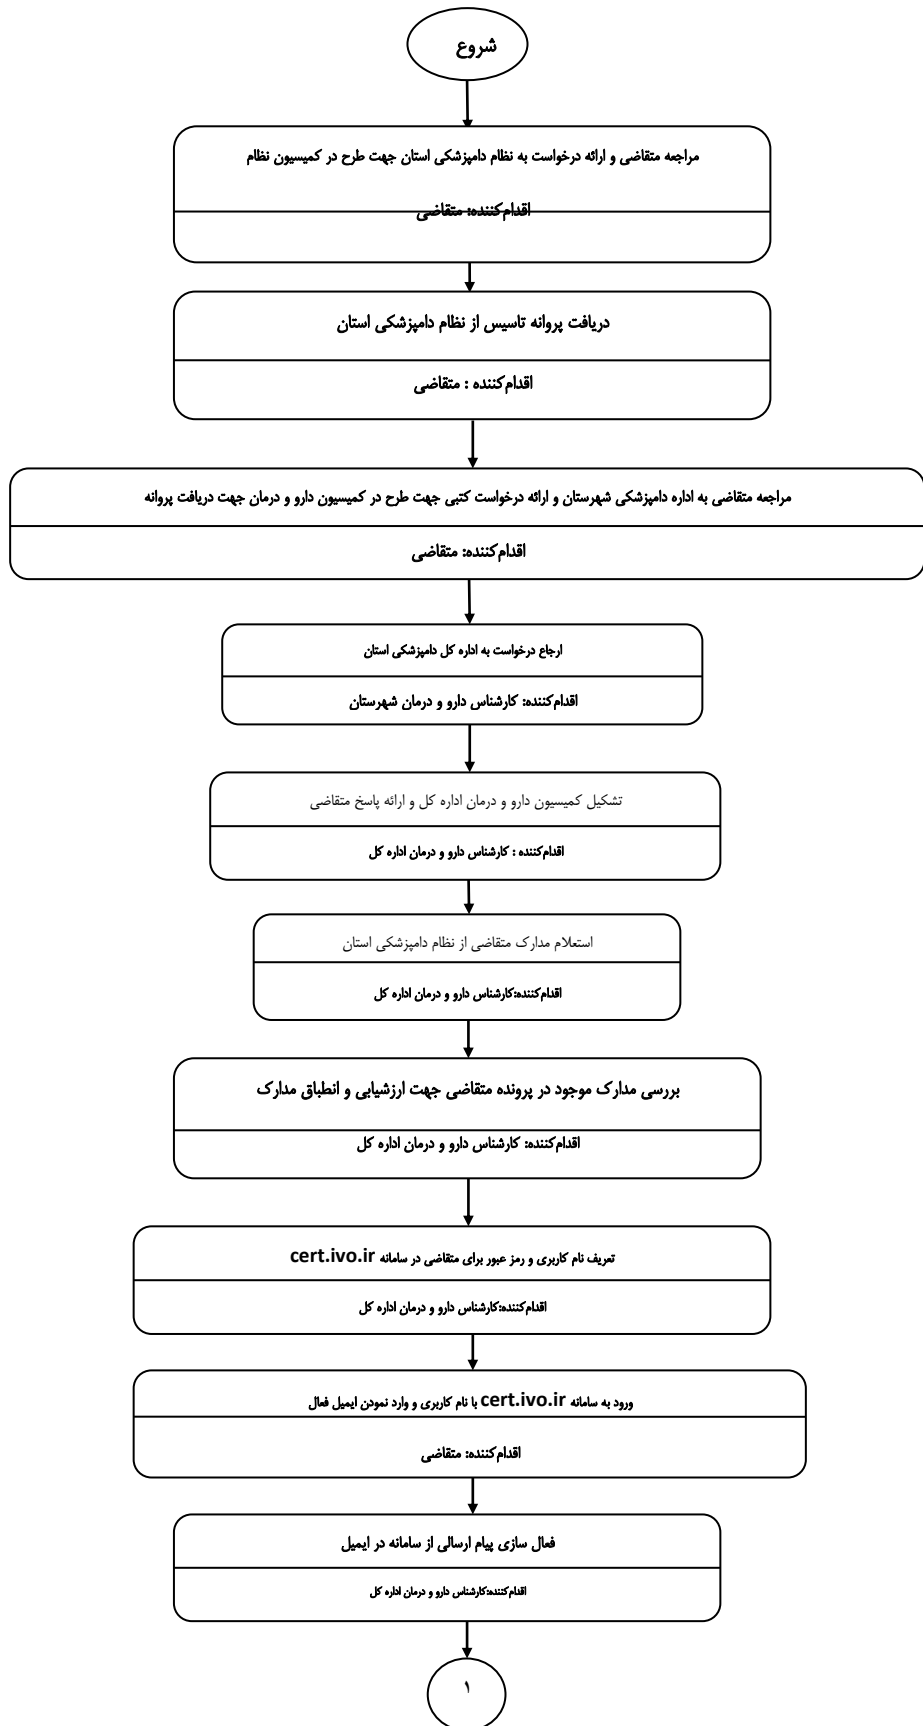 شروع
مراجعه متقاضی و ارائه درخواست به نظام دامپزشکی استان جهت طرح در کمیسیون نظام
اقدام‌کننده: متقاضی
دریافت پروانه تاسیس از نظام دامپزشکی استان
اقدام‌کننده : متقاضی
مراجعه متقاضی به اداره دامپزشکی شهرستان و ارائه درخواست کتبی جهت طرح در کمیسیون دارو و درمان جهت دریافت پروانه
اقدام‌کننده: متقاضی
ارجاع درخواست به اداره کل دامپزشکی استان
اقدام‌کننده: کارشناس دارو و درمان شهرستان
تشکیل کمیسیون دارو و درمان اداره کل و ارائه پاسخ متقاضی
اقدام‌کننده : کارشناس دارو و درمان اداره کل
استعلام مدارک متقاضی از نظام دامپزشکی استان
اقدام‌کننده:کارشناس دارو و درمان اداره کل
بررسی مدارک موجود در پرونده متقاضی جهت ارزشیابی و انطباق مدارک
اقدام‌کننده: کارشناس دارو و درمان اداره کل
تعریف نام کاربری و رمز عبور برای متقاضی در سامانه cert.ivo.ir
اقدام‌کننده:کارشناس دارو و درمان اداره کل
ورود به سامانه cert.ivo.ir با نام کاربری و وارد نمودن ایمیل فعال
اقدام‌کننده: متقاضی
فعال سازی پیام ارسالی از سامانه در ایمیل
اقدام‌کننده:کارشناس دارو و درمان اداره کل
۱